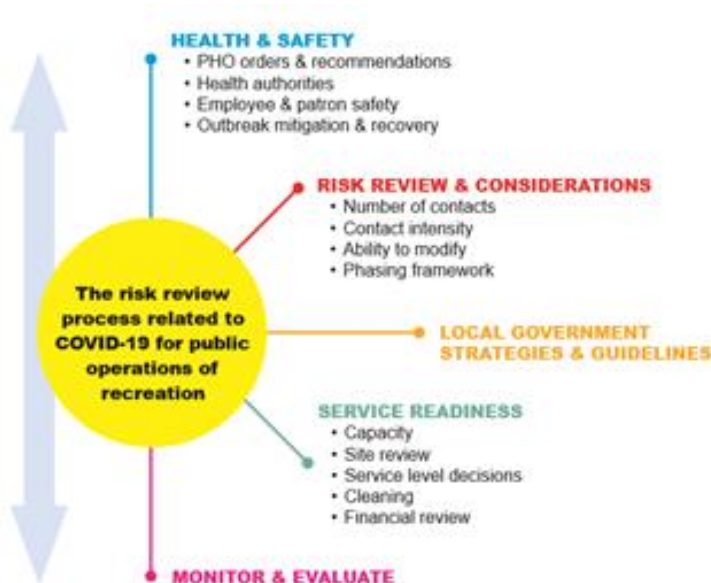 HEALTH & SAFETY
• PHO orders & recommendations
• Health authorities
• Employee & patron safety
• Outbreak mitigation & recovery
RISK REVIEW & CONSIDERATIONS
• Number of contacts
• Contact intensity
• Ability to modify
• Phasing framework
The risk review
process related to
COVID-19 for public
operations of
recreation
LOCAL GOVERNMENT
STRATEGIES & GUIDELINES
SERVICE READINESS
• Capacity
• Site review
• Service level decisions
• Cleaning
• Financial review
MONITOR & EVALUATE